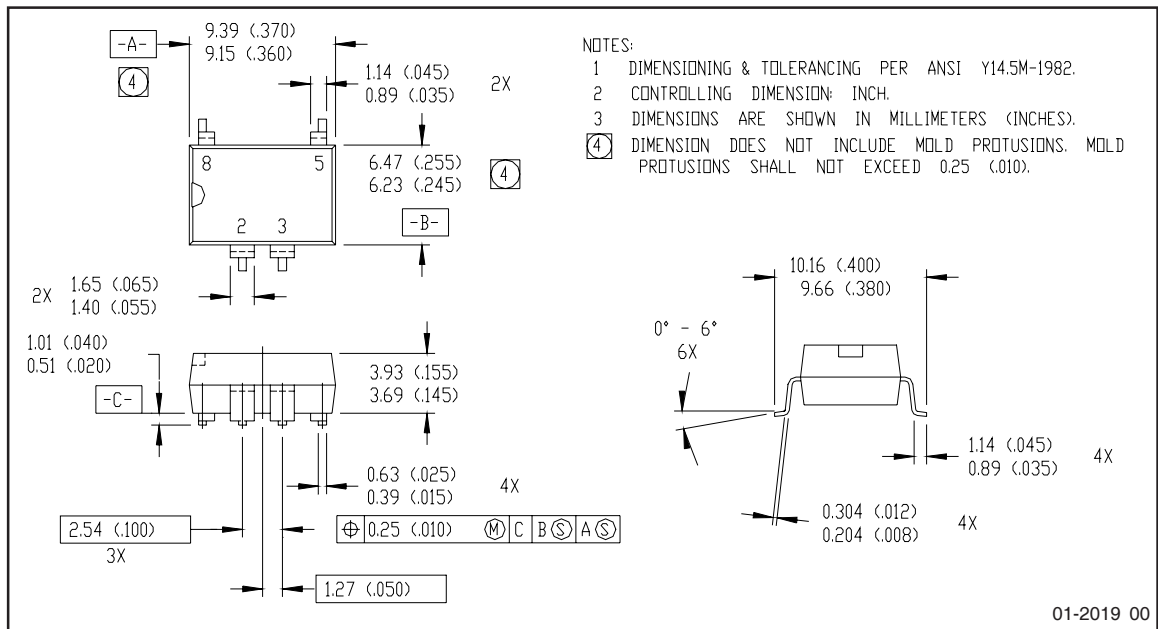 -A-
9.39 (.370)
9.15 (.360)
4
1.14 (.045)
0.89 (.035)
2X
8
5
6.47 (.255)
6.23 (.245)
4
2
3
-B-
2X
1.65 (.065)
1.40 (.055)
1.01 (.040)
0.51 (.020)
-C-
3.93 (.155)
3.69 (.145)
0.63 (.025)
0.39 (.015)
4X
2.54 (.100)
3X
⌖ 0.25 (.010) Ⓜ C B Ⓢ A Ⓢ
1.27 (.050)
NOTES:
1 DIMENSIONING & TOLERANCING PER ANSI Y14.5M-1982.
2 CONTROLLING DIMENSION: INCH.
3 DIMENSIONS ARE SHOWN IN MILLIMETERS (INCHES).
4 DIMENSION DOES NOT INCLUDE MOLD PROTUSIONS. MOLD
PROTUSIONS SHALL NOT EXCEED 0.25 (.010).
10.16 (.400)
9.66 (.380)
0° - 6°
6X
1.14 (.045)
0.89 (.035)
4X
0.304 (.012)
0.204 (.008)
4X
01-2019 00